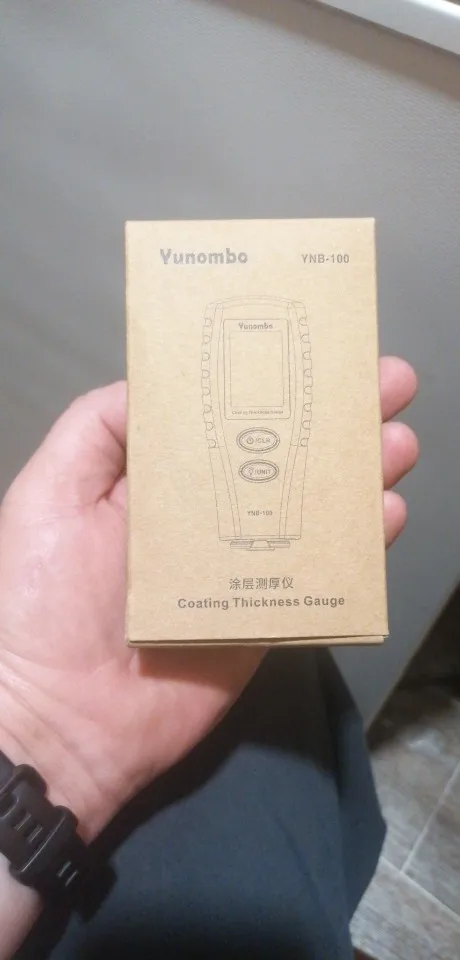 Yunombo YNB-100
Yunombo
⏻/CLR
/UNIT
YNB-100
涂层测厚仪
Coating Thickness Gauge